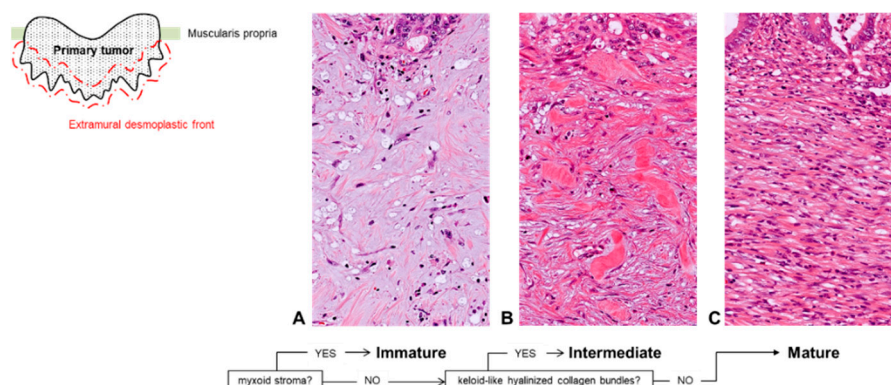 Muscularis propria
Primary tumor
Extramural desmoplastic front
A B C
YES Immature YES Intermediate Mature
myxoid stroma? NO keloid-like hyalinized collagen bundles? NO